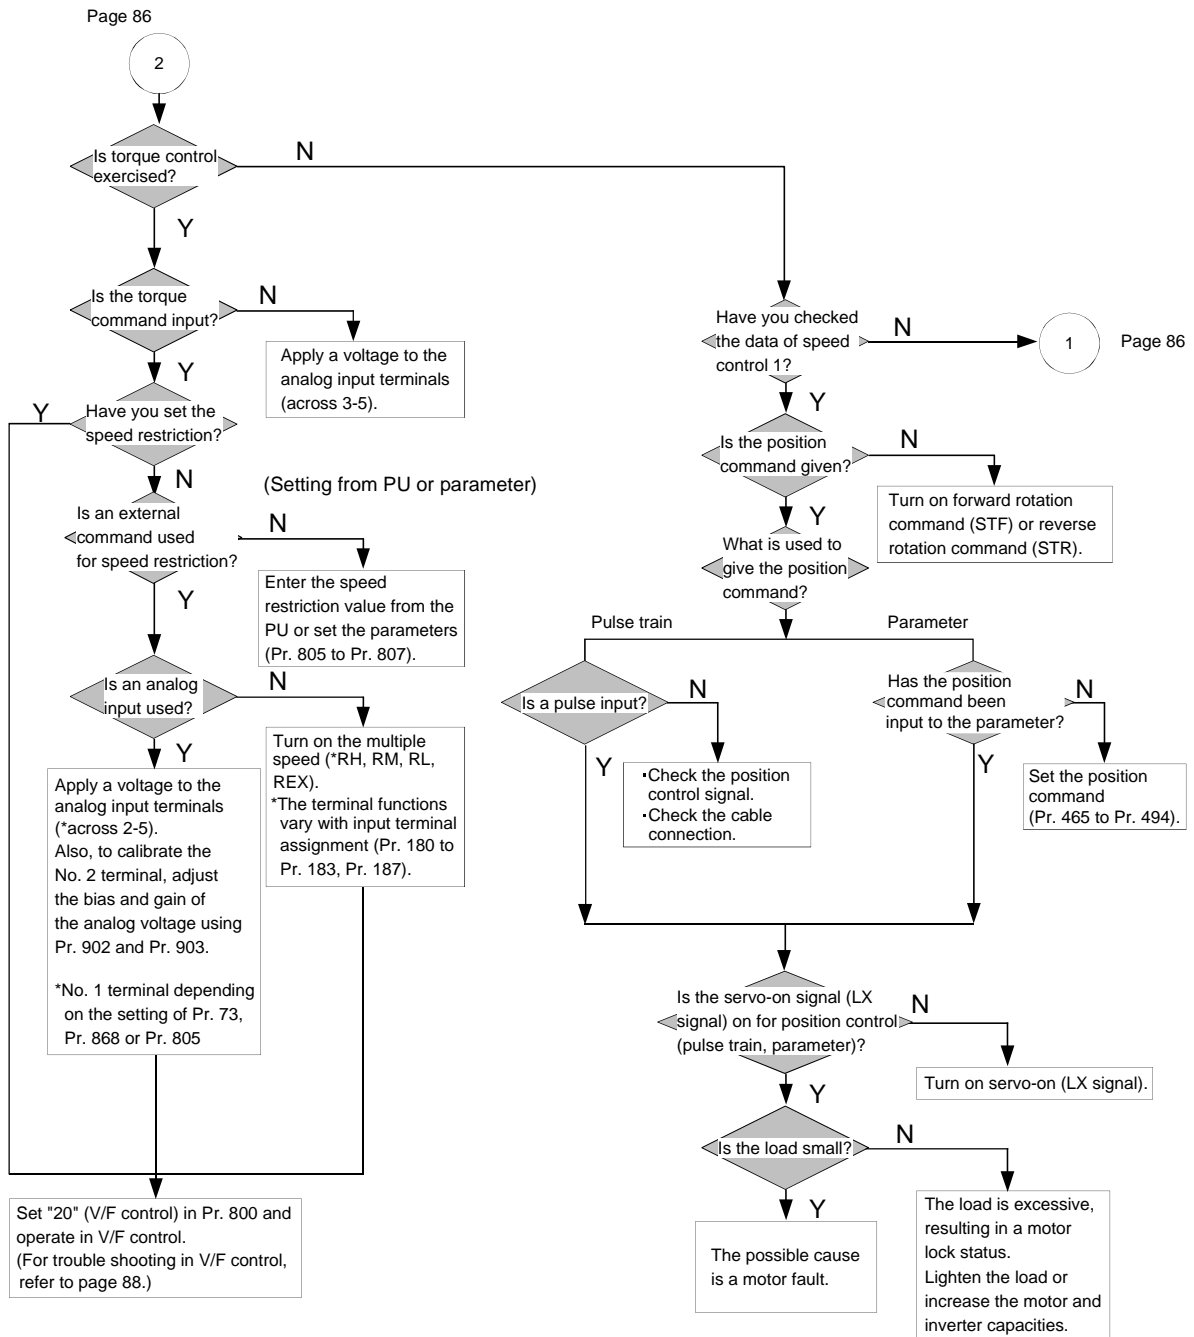 Page 86
2
Is torque control
exercised?
N
Y
Is the torque
command input?
N
Apply a voltage to the
analog input terminals
(across 3-5).
Y
Have you set the
speed restriction?
Y
N
(Setting from PU or parameter)
Is an external
command used
for speed restriction?
N
Enter the speed
restriction value from the
PU or set the parameters
(Pr. 805 to Pr. 807).
Y
Is an analog
input used?
N
Turn on the multiple
speed (*RH, RM, RL,
REX).
*The terminal functions
vary with input terminal
assignment (Pr. 180 to
Pr. 183, Pr. 187).
Y
Apply a voltage to the
analog input terminals
(*across 2-5).
Also, to calibrate the
No. 2 terminal, adjust
the bias and gain of
the analog voltage using
Pr. 902 and Pr. 903.
*No. 1 terminal depending
on the setting of Pr. 73,
Pr. 868 or Pr. 805
Set "20" (V/F control) in Pr. 800 and
operate in V/F control.
(For trouble shooting in V/F control,
refer to page 88.)
Have you checked
the data of speed
control 1?
N
1
Page 86
Y
Is the position
command given?
N
Turn on forward rotation
command (STF) or reverse
rotation command (STR).
Y
What is used to
give the position
command?
Pulse train
Parameter
Is a pulse input?
N
・Check the position
control signal.
・Check the cable
connection.
Y
Has the position
command been
input to the parameter?
N
Set the position
command
(Pr. 465 to Pr. 494).
Y
Is the servo-on signal (LX
signal) on for position control
(pulse train, parameter)?
N
Turn on servo-on (LX signal).
Y
Is the load small?
N
The load is excessive,
resulting in a motor
lock status.
Lighten the load or
increase the motor and
inverter capacities.
Y
The possible cause
is a motor fault.